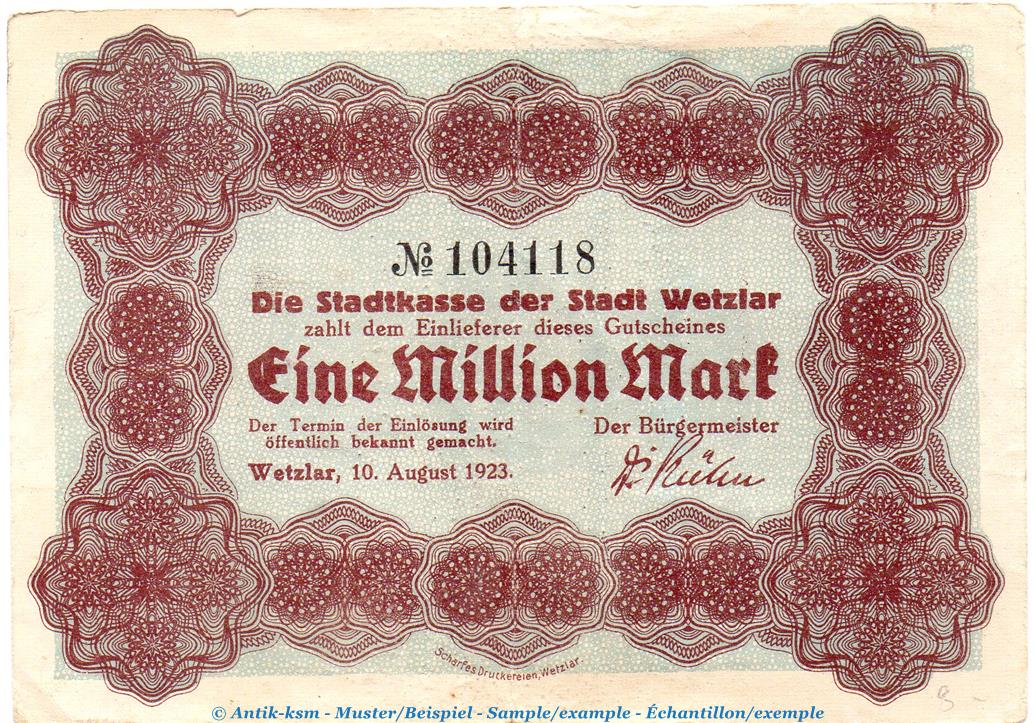 № 104118
Die Stadtkasse der Stadt Wetzlar
zahlt dem Einlieferer dieses Gutscheines
Eine Million Mark
Der Termin der Einlösung wird
öffentlich bekannt gemacht.
Wetzlar, 10. August 1923.
Der Bürgermeister
Scharfes Druckereien, Wetzlar.
© Antik-ksm - Muster/Beispiel - Sample/example - Échantillon/exemple